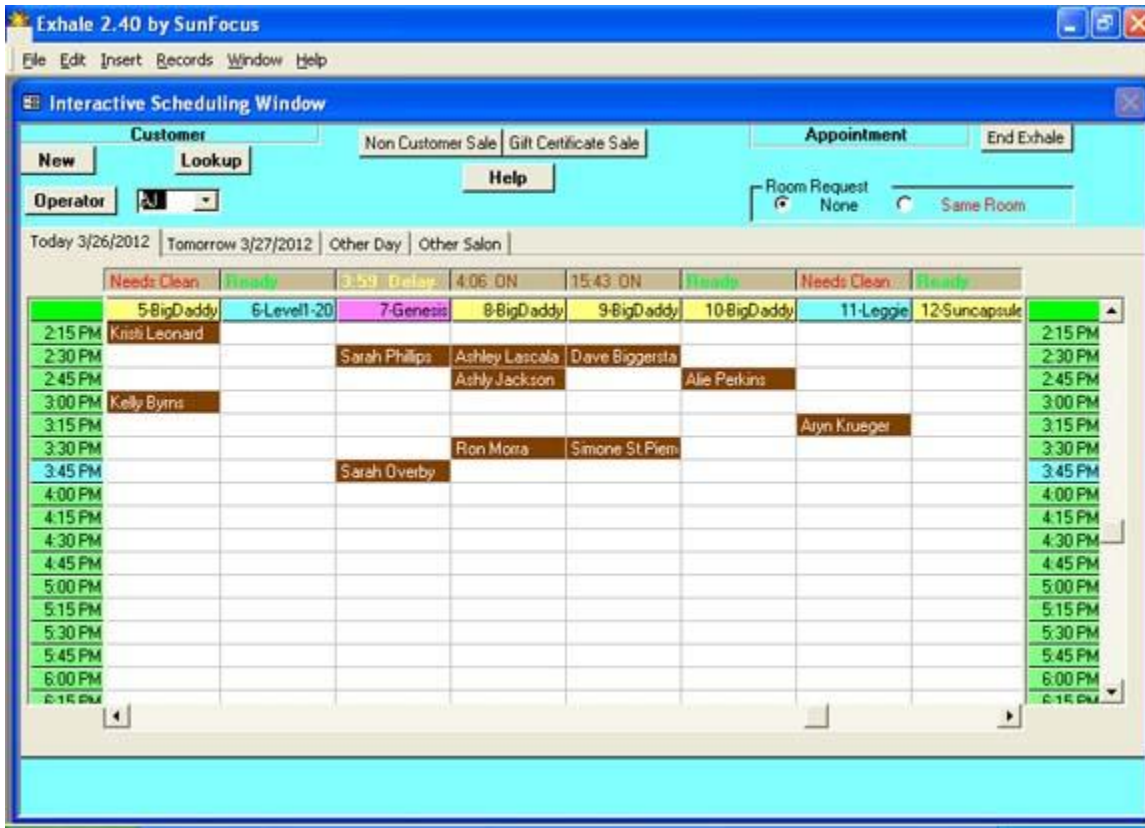 Exhale 2.40 by SunFocus
File Edit Insert Records Window Help
Interactive Scheduling Window
Customer Non Customer Sale Gift Certificate Sale Appointment End Exhale
New Lookup Help
Operator AJ Room Request None Same Room
Today 3/26/2012 Tomorrow 3/27/2012 Other Day Other Salon
Needs Clean Ready 3:59 Delay 4:06 ON 15:43 ON Ready Needs Clean Ready
5-BigDaddy 6-Level1-20 7-Genesis 8-BigDaddy 9-BigDaddy 10-BigDaddy 11-Leggie 12-Suncapsule
2:15 PM Kristi Leonard 2:15 PM
2:30 PM Sarah Phillips Ashley Lascala Dave Biggersta 2:30 PM
2:45 PM Ashly Jackson Alie Perkins 2:45 PM
3:00 PM Kelly Byrns 3:00 PM
3:15 PM Aryn Krueger 3:15 PM
3:30 PM Ron Morra Simone St.Pierr 3:30 PM
3:45 PM Sarah Overby 3:45 PM
4:00 PM 4:00 PM
4:15 PM 4:15 PM
4:30 PM 4:30 PM
4:45 PM 4:45 PM
5:00 PM 5:00 PM
5:15 PM 5:15 PM
5:30 PM 5:30 PM
5:45 PM 5:45 PM
6:00 PM 6:00 PM
6:15 PM 6:15 PM